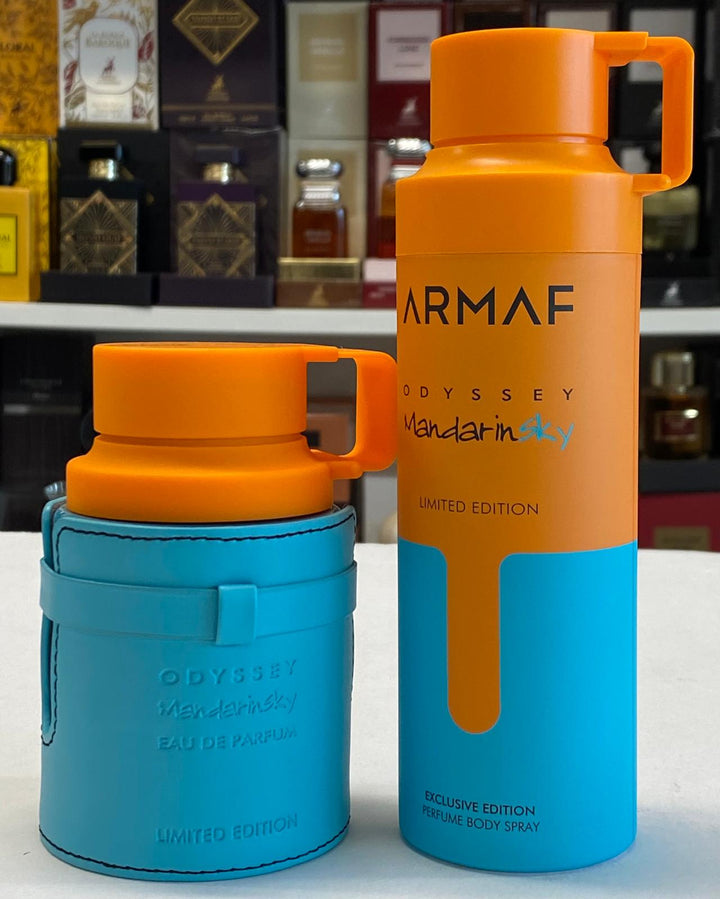 ARMAF
ODYSSEY
MandarinSky
LIMITED EDITION
EXCLUSIVE EDITION
PERFUME BODY SPRAY
ODYSSEY
MandarinSky
EAU DE PARFUM
LIMITED EDITION